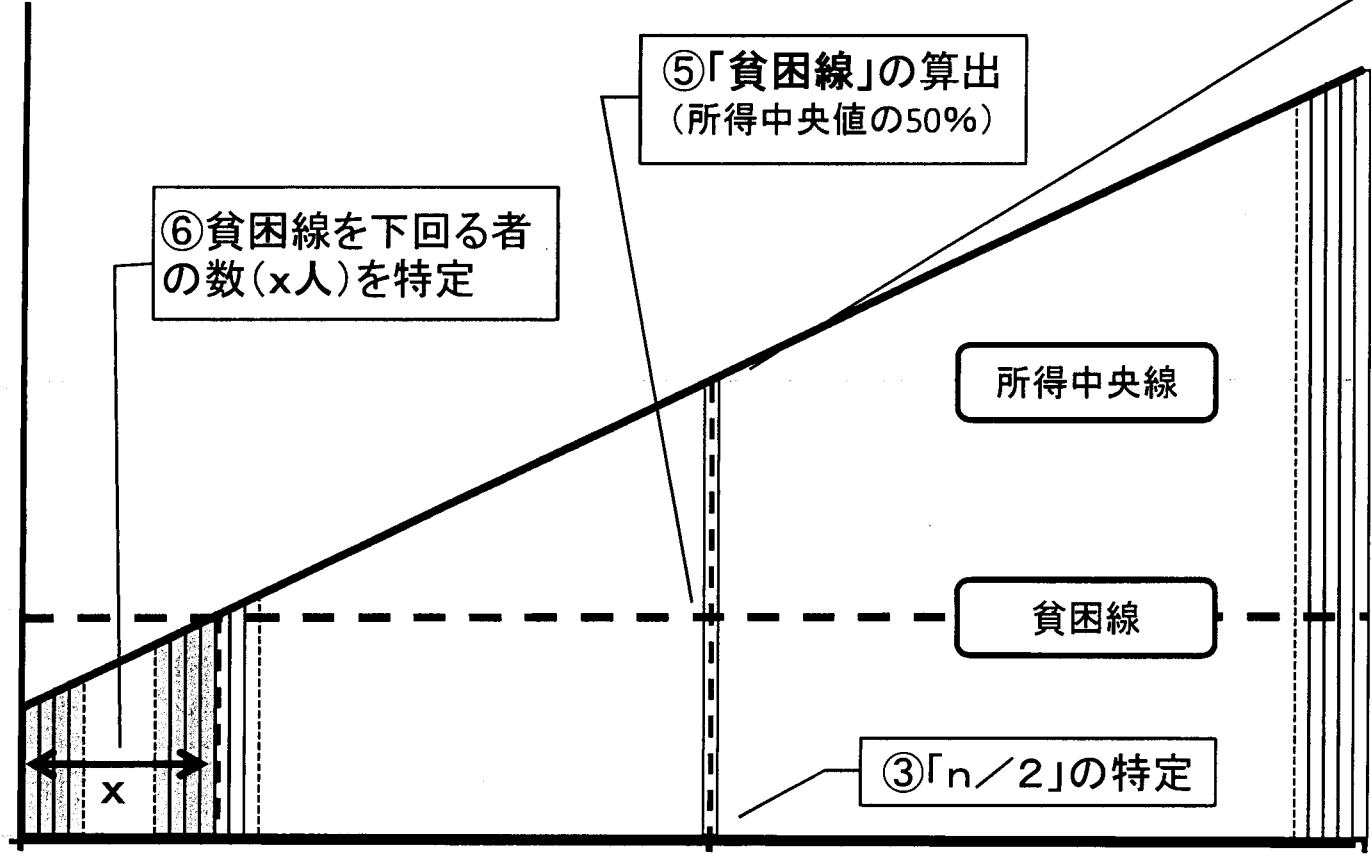 ⑤「貧困線」の算出
（所得中央値の50%）
⑥貧困線を下回る者
の数（x人）を特定
所得中央線
貧困線
③「n／2」の特定
x